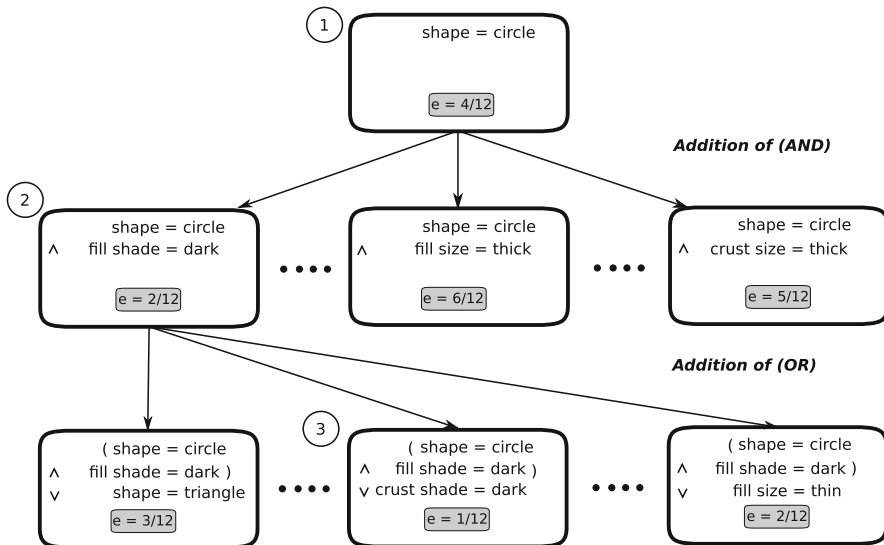 1
shape = circle
e = 4/12
Addition of (AND)
2
shape = circle
∧ fill shade = dark
e = 2/12
shape = circle
∧ fill size = thick
e = 6/12
shape = circle
∧ crust size = thick
e = 5/12
Addition of (OR)
( shape = circle
∧ fill shade = dark )
∨ shape = triangle
e = 3/12
3
( shape = circle
∧ fill shade = dark )
∨ crust shade = dark
e = 1/12
( shape = circle
∧ fill shade = dark )
∨ fill size = thin
e = 2/12